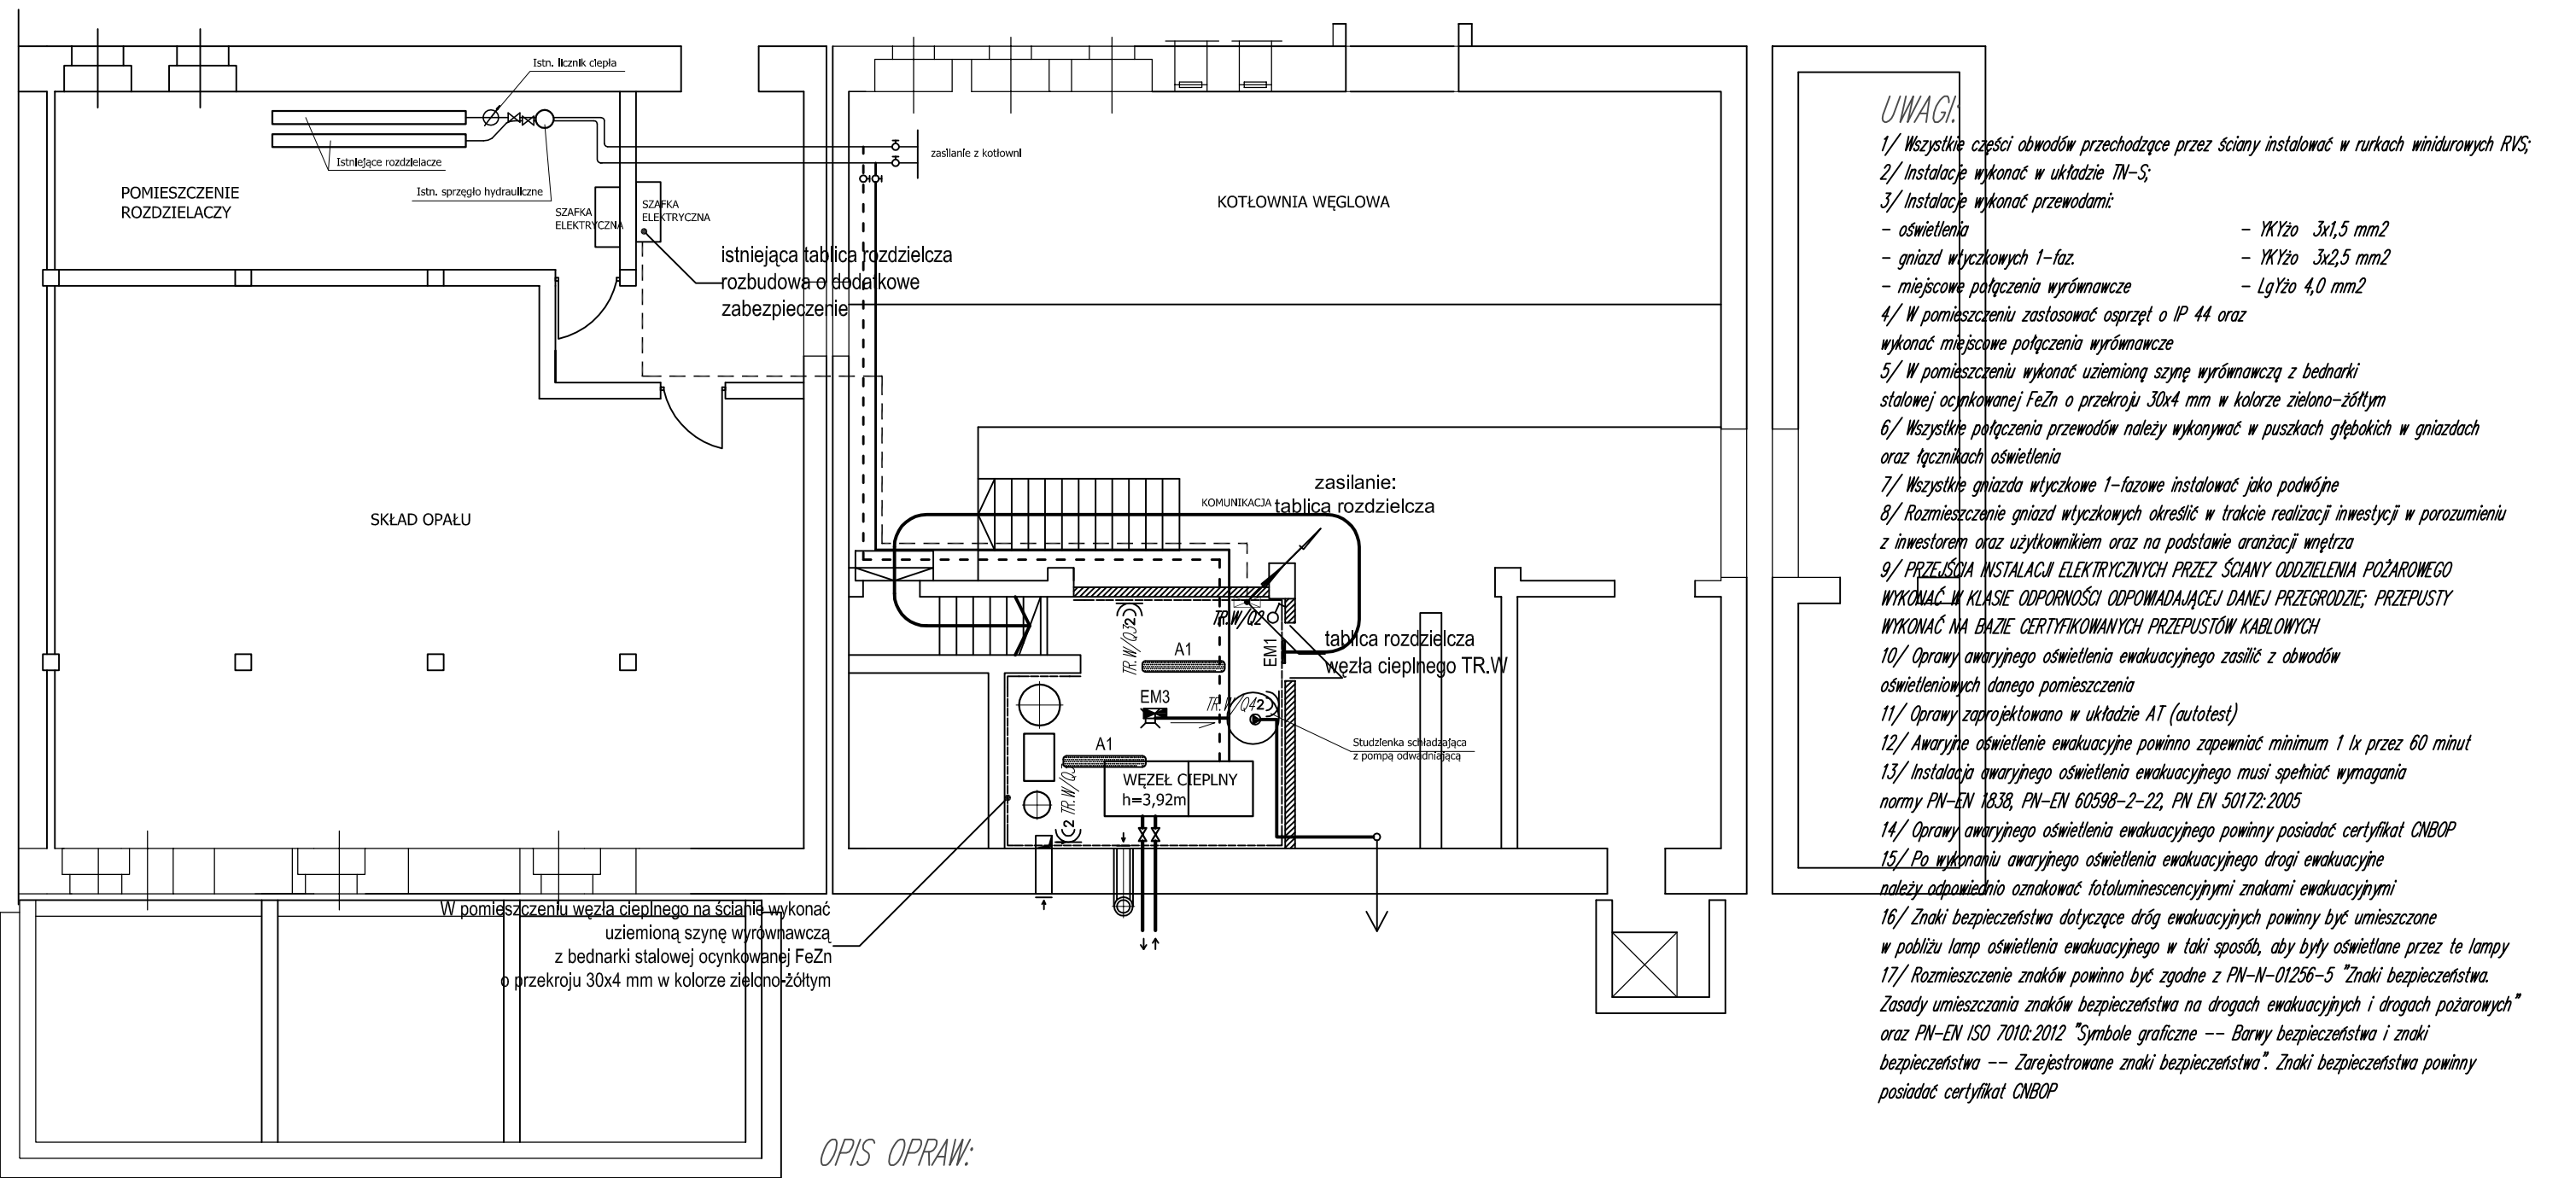 Istn. licznik ciepła
Istniejące rozdzielacze
Istn. sprzęgło hydrauliczne
POMIESZCZENIE
ROZDZIELACZY
SZAFKA
ELEKTRYCZNA
SZAFKA
ELEKTRYCZNA
zasilanie z kotłowni
KOTŁOWNIA WĘGLOWA
istniejąca tablica rozdzielcza
rozbudowa o dodatkowe
zabezpieczenie
SKŁAD OPAŁU
KOMUNIKACJA
zasilanie:
tablica rozdzielcza
TR.W/Q3
2
TR.W/Q2
EM1
A1
tablica rozdzielcza
węzła cieplnego TR.W
EM3
TR.W/Q4
2
A1
TR.W/Q3
2
Studzienka schładzająca
z pompą odwadniającą
WĘZEŁ CIEPLNY
h=3,92m
W pomieszczeniu węzła cieplnego na ścianie wykonać
uziemioną szynę wyrównawczą
z bednarki stalowej ocynkowanej FeZn
o przekroju 30x4 mm w kolorze zielono-żółtym
OPIS OPRAW:
UWAGI:
1/ Wszystkie części obwodów przechodzące przez ściany instalować w rurkach winidurowych RVS;
2/ Instalacje wykonać w układzie TN-S;
3/ Instalacje wykonać przewodami:
- oświetlenia - YKYżo 3x1,5 mm2
- gniazd wtyczkowych 1-faz. - YKYżo 3x2,5 mm2
- miejscowe połączenia wyrównawcze - LgYżo 4,0 mm2
4/ W pomieszczeniu zastosować osprzęt o IP 44 oraz
wykonać miejscowe połączenia wyrównawcze
5/ W pomieszczeniu wykonać uziemioną szynę wyrównawczą z bednarki
stalowej ocynkowanej FeZn o przekroju 30x4 mm w kolorze zielono-żółtym
6/ Wszystkie połączenia przewodów należy wykonywać w puszkach głębokich w gniazdach
oraz łącznikach oświetlenia
7/ Wszystkie gniazda wtyczkowe 1-fazowe instalować jako podwójne
8/ Rozmieszczenie gniazd wtyczkowych określić w trakcie realizacji inwestycji w porozumieniu
z inwestorem oraz użytkownikiem oraz na podstawie aranżacji wnętrza
9/ PRZEJŚCIA INSTALACJI ELEKTRYCZNYCH PRZEZ ŚCIANY ODDZIELENIA POŻAROWEGO
WYKONAĆ W KLASIE ODPORNOŚCI ODPOWIADAJĄCEJ DANEJ PRZEGRODZIE; PRZEPUSTY
WYKONAĆ NA BAZIE CERTYFIKOWANYCH PRZEPUSTÓW KABLOWYCH
10/ Oprawy awaryjnego oświetlenia ewakuacyjnego zasilić z obwodów
oświetleniowych danego pomieszczenia
11/ Oprawy zaprojektowano w układzie AT (autotest)
12/ Awaryjne oświetlenie ewakuacyjne powinno zapewniać minimum 1 lx przez 60 minut
13/ Instalacja awaryjnego oświetlenia ewakuacyjnego musi spełniać wymagania
normy PN-EN 1838, PN-EN 60598-2-22, PN EN 50172:2005
14/ Oprawy awaryjnego oświetlenia ewakuacyjnego powinny posiadać certyfikat CNBOP
15/ Po wykonaniu awaryjnego oświetlenia ewakuacyjnego drogi ewakuacyjne
należy odpowiednio oznakować fotoluminescencyjnymi znakami ewakuacyjnymi
16/ Znaki bezpieczeństwa dotyczące dróg ewakuacyjnych powinny być umieszczone
w pobliżu lamp oświetlenia ewakuacyjnego w taki sposób, aby były oświetlane przez te lampy
17/ Rozmieszczenie znaków powinno być zgodne z PN-N-01256-5 "Znaki bezpieczeństwa.
Zasady umieszczania znaków bezpieczeństwa na drogach ewakuacyjnych i drogach pożarowych"
oraz PN-EN ISO 7010:2012 "Symbole graficzne -- Barwy bezpieczeństwa i znaki
bezpieczeństwa -- Zarejestrowane znaki bezpieczeństwa". Znaki bezpieczeństwa powinny
posiadać certyfikat CNBOP